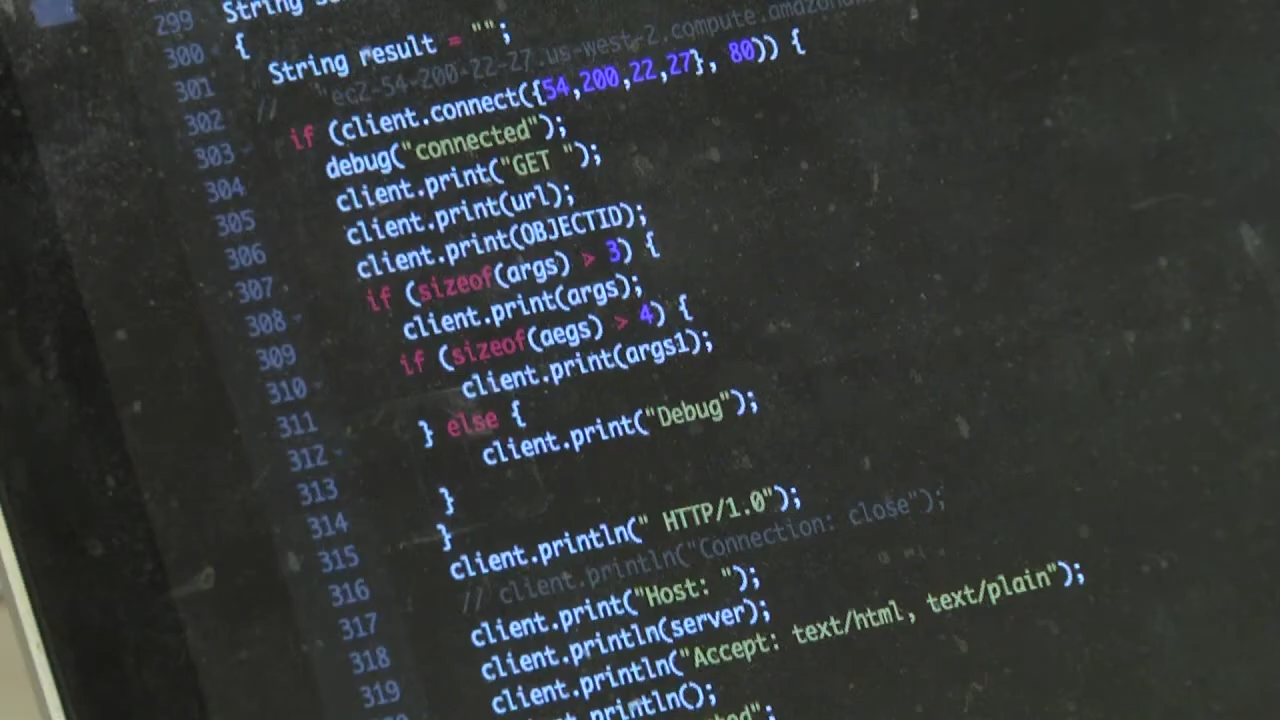 299 String
300 {
301 String result = "";
302 // "ec2-54-200-22-27.us-west-2.compute.
303 if (client.connect({54,200,22,27}, 80)) {
304 debug("connected");
305 client.print("GET ");
306 client.print(url);
307 client.print(OBJECTID);
308 if (sizeof(args) > 3) {
309 client.print(args);
310 if (sizeof(aegs) > 4) {
311 client.print(args1);
312 } else {
313 client.print("Debug");
314 }
315 }
316 client.println(" HTTP/1.0");
317 // client.println("Connection: close");
318 client.print("Host: ");
319 client.println(server);
client.println("Accept: text/html, text/plain");
println();